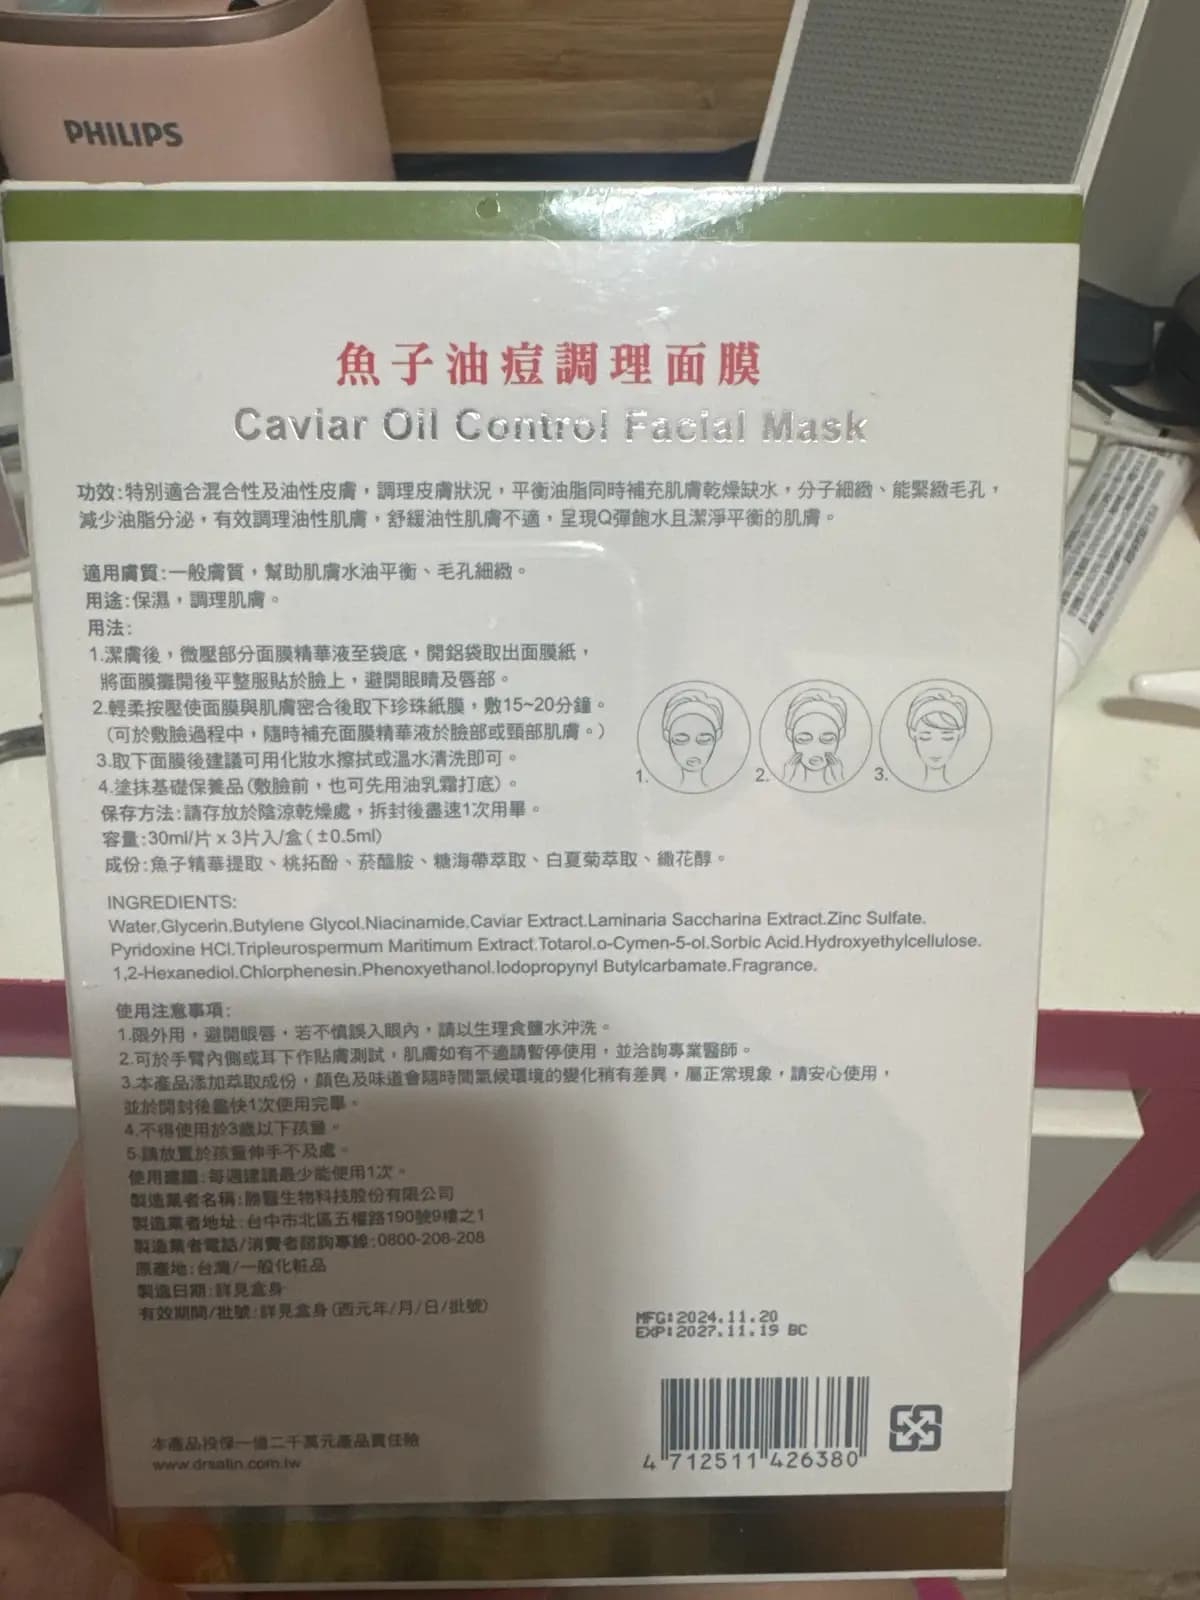 PHILIPS
魚子油痘調理面膜
Caviar Oil Control Facial Mask
功效:特別適合混合性及油性皮膚，調理皮膚狀況，平衡油脂同時補充肌膚乾燥缺水，分子細緻、能緊緻毛孔，
減少油脂分泌，有效調理油性肌膚，舒緩油性肌膚不適，呈現Q彈飽水且潔淨平衡的肌膚。
適用膚質:一般膚質，幫助肌膚水油平衡、毛孔細緻。
用途:保濕，調理肌膚。
用法:
1.潔膚後，微壓部分面膜精華液至袋底，開鋁袋取出面膜紙，
將面膜攤開後平整服貼於臉上，避開眼睛及唇部。
2.輕柔按壓使面膜與肌膚密合後取下珍珠紙膜，敷15~20分鐘。
(可於敷臉過程中，隨時補充面膜精華液於臉部或頸部肌膚。)
3.取下面膜後建議可用化妝水擦拭或溫水清洗即可。
4.塗抹基礎保養品(敷臉前，也可先用油乳霜打底)。
1.
2.
3.
保存方法:請存放於陰涼乾燥處，拆封後盡速1次用畢。
容量:30ml/片 x 3片入/盒(±0.5ml)
成份:魚子精華提取、桃拓酚、菸醯胺、糖海帶萃取、白夏菊萃取、繖花醇。
INGREDIENTS:
Water.Glycerin.Butylene Glycol.Niacinamide.Caviar Extract.Laminaria Saccharina Extract.Zinc Sulfate.
Pyridoxine HCl.Tripleurospermum Maritimum Extract.Totarol.o-Cymen-5-ol.Sorbic Acid.Hydroxyethylcellulose.
1,2-Hexanediol.Chlorphenesin.Phenoxyethanol.Iodopropynyl Butylcarbamate.Fragrance.
使用注意事項:
1.限外用，避開眼唇，若不慎誤入眼內，請以生理食鹽水沖洗。
2.可於手臂內側或耳下作貼膚測試，肌膚如有不適請暫停使用，並洽詢專業醫師。
3.本產品添加萃取成份，顏色及味道會隨時間氣候環境的變化稍有差異，屬正常現象，請安心使用，
並於開封後盡快1次使用完畢。
4.不得使用於3歲以下孩童。
5.請放置於孩童伸手不及處。
使用建議:每週建議最少能使用1次。
製造業者名稱:勝醫生物科技股份有限公司
製造業者地址:台中市北區五權路190號9樓之1
製造業者電話/消費者諮詢專線:0800-208-208
原產地:台灣/一般化粧品
製造日期:詳見盒身
有效期間/批號:詳見盒身(西元年/月/日/批號)
MFG:2024.11.20
EXP:2027.11.19 BC
本產品投保一億二千萬元產品責任險
www.drsalin.com.tw
4 712511 426380